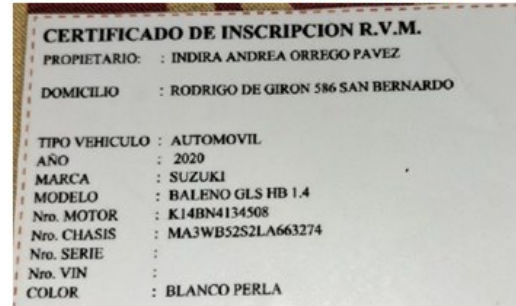 CERTIFICADO DE INSCRIPCION R.V.M.
PROPIETARIO: : INDIRA ANDREA ORREGO PAVEZ
DOMICILIO : RODRIGO DE GIRON 586 SAN BERNARDO
TIPO VEHICULO : AUTOMOVIL
AÑO : 2020
MARCA : SUZUKI
MODELO : BALENO GLS HB 1.4
Nro. MOTOR : K14BN4134508
Nro. CHASIS : MA3WB52S2LA663274
Nro. SERIE :
Nro. VIN :
COLOR : BLANCO PERLA